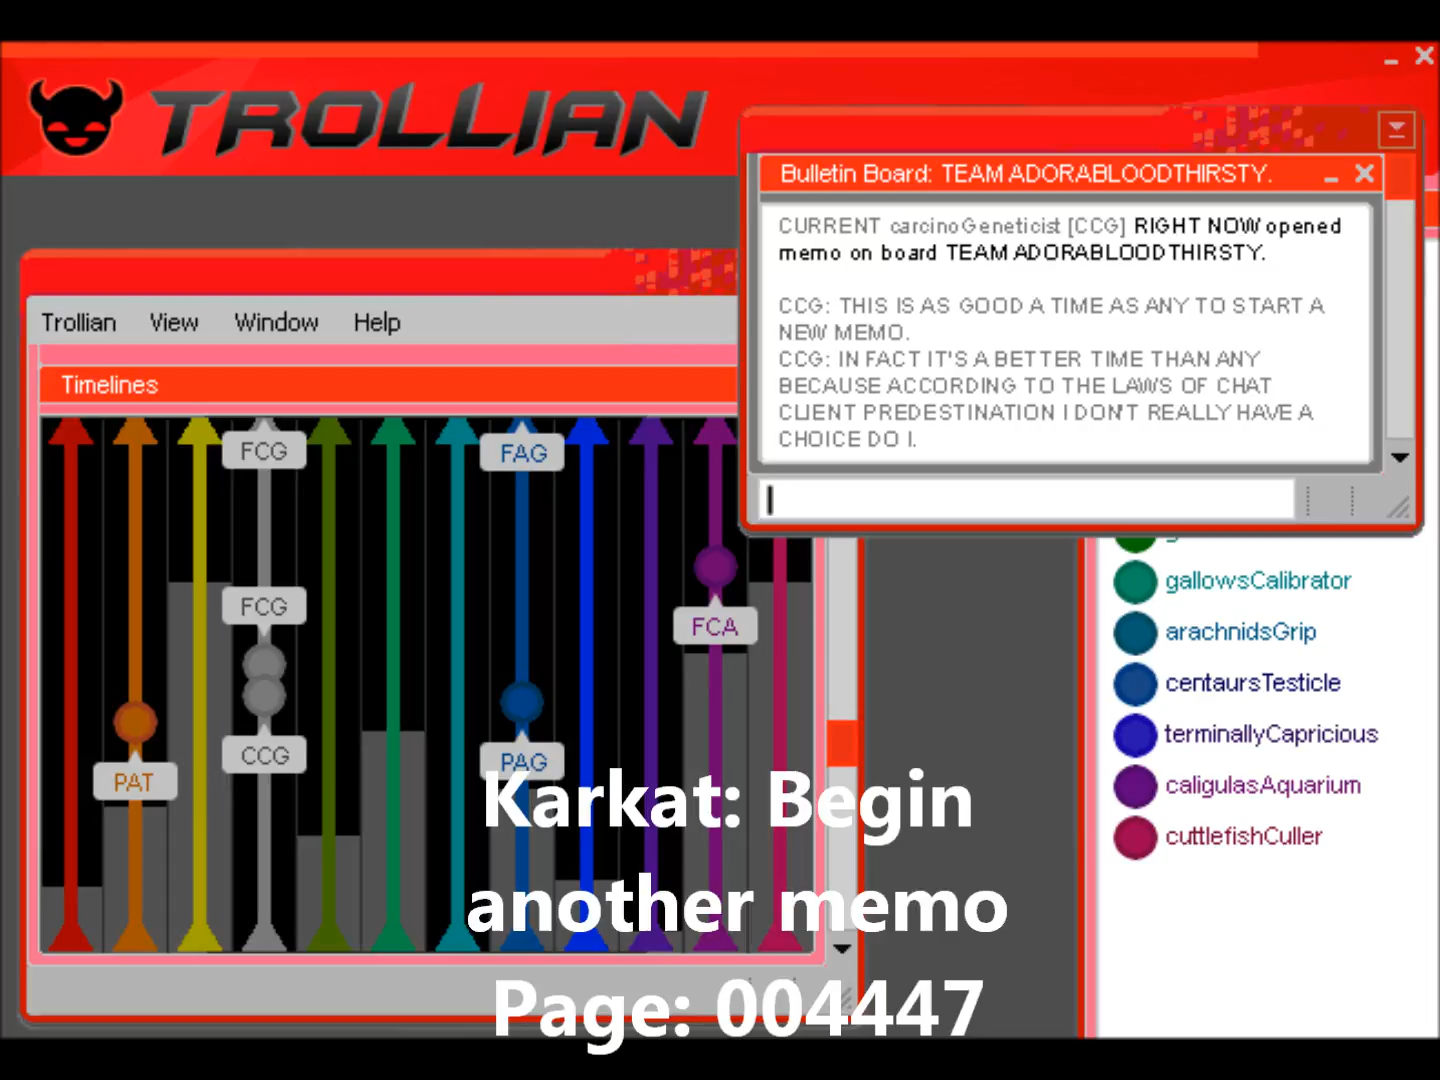 TROLLIAN
Bulletin Board: TEAM ADORABLOODTHIRSTY.
CURRENT carcinoGeneticist [CCG] RIGHT NOW opened
memo on board TEAM ADORABLOODTHIRSTY.
CCG: THIS IS AS GOOD A TIME AS ANY TO START A
NEW MEMO.
CCG: IN FACT IT'S A BETTER TIME THAN ANY
BECAUSE ACCORDING TO THE LAWS OF CHAT
CLIENT PREDESTINATION I DON'T REALLY HAVE A
CHOICE DO I.
Trollian View Window Help
Timelines
FCG
FAG
FCG
FCA
CCG
PAG
PAT
gallowsCalibrator
arachnidsGrip
centaursTesticle
terminallyCapricious
caligulasAquarium
cuttlefishCuller
Karkat: Begin
another memo
Page: 004447